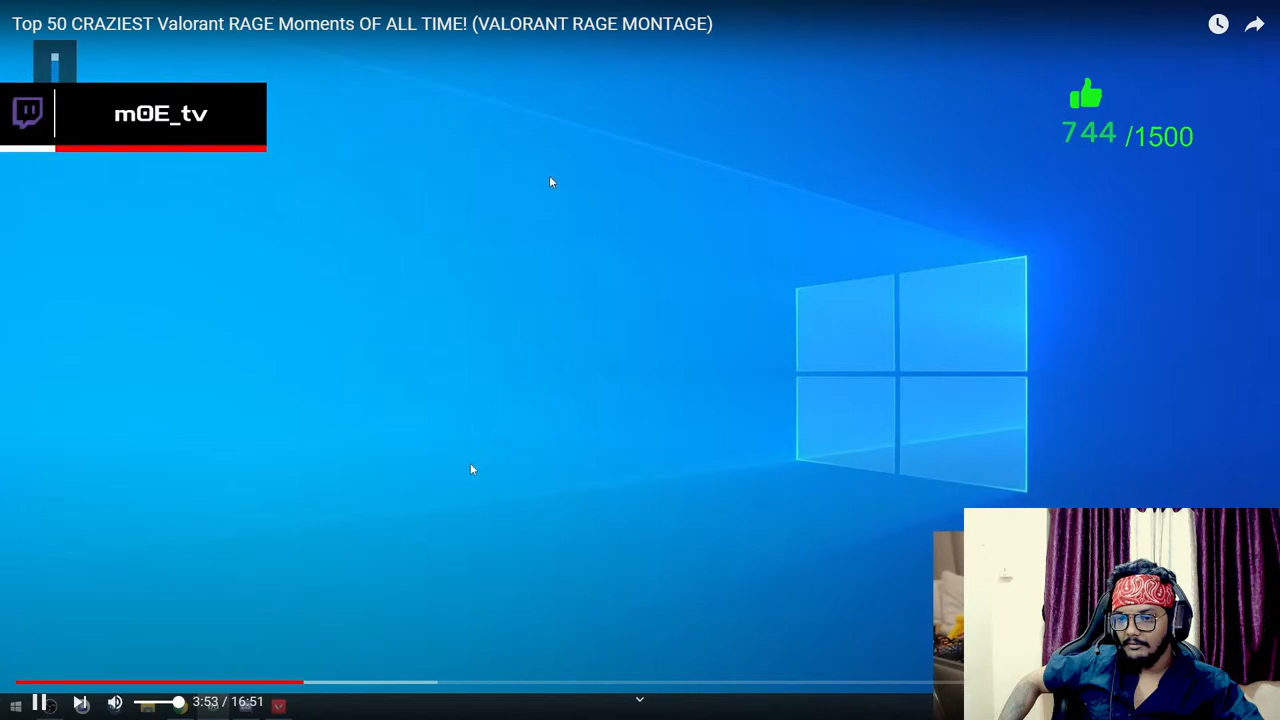 Top 50 CRAZIEST Valorant RAGE Moments OF ALL TIME! (VALORANT RAGE MONTAGE)
m0E_tv
744 /1500
3:53 / 16:51